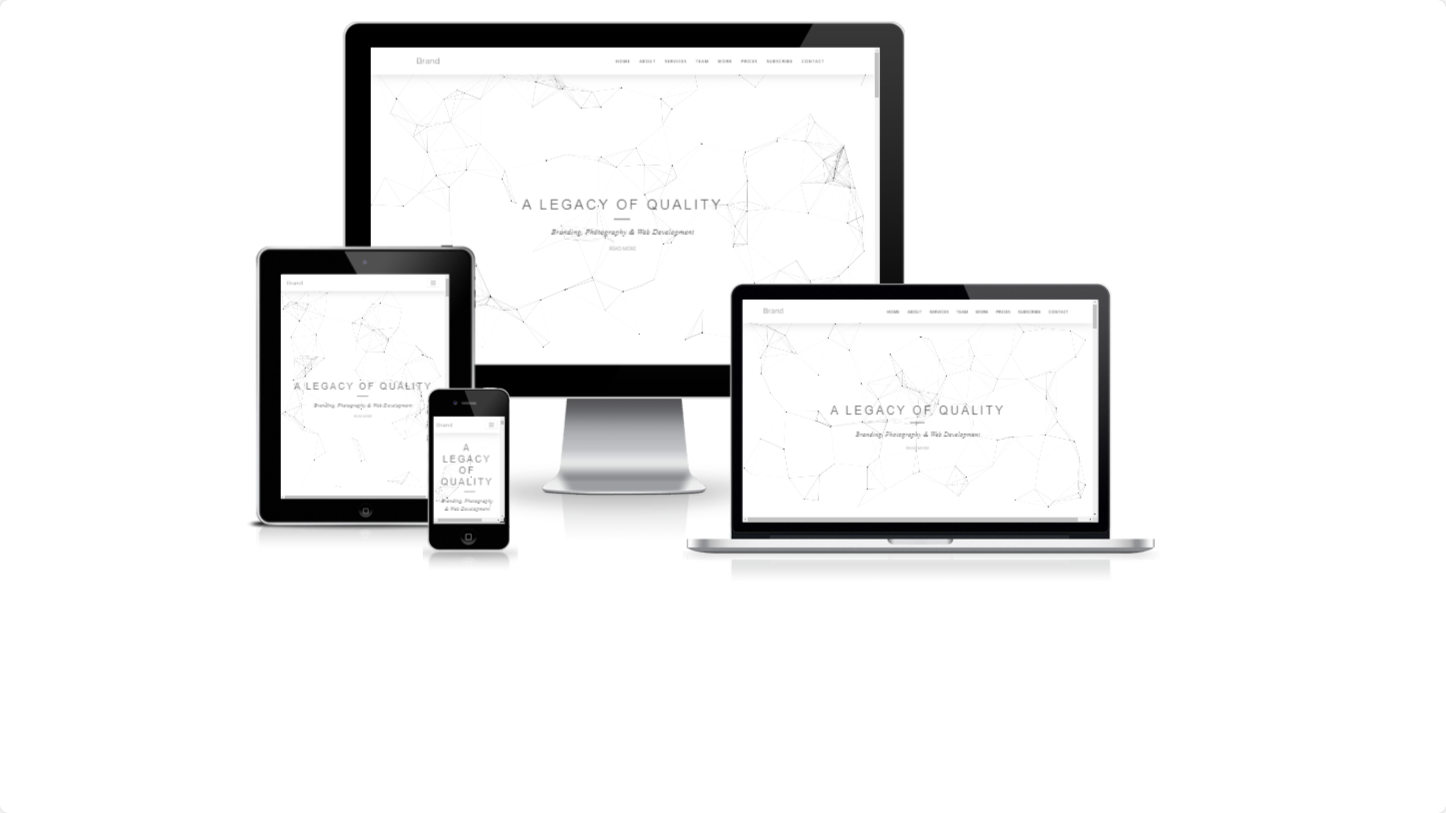 Brand
HOME ABOUT SERVICES TEAM WORK PRICES SUBSCRIBE CONTACT
A LEGACY OF QUALITY
Branding, Photography & Web Development
READ MORE
Brand
A LEGACY OF QUALITY
Branding, Photography & Web Development
READ MORE
Brand
A
LEGACY
OF
QUALITY
Branding, Photography
& Web Development
Brand
HOME ABOUT SERVICES TEAM WORK PRICES SUBSCRIBE CONTACT
A LEGACY OF QUALITY
Branding, Photography & Web Development
READ MORE